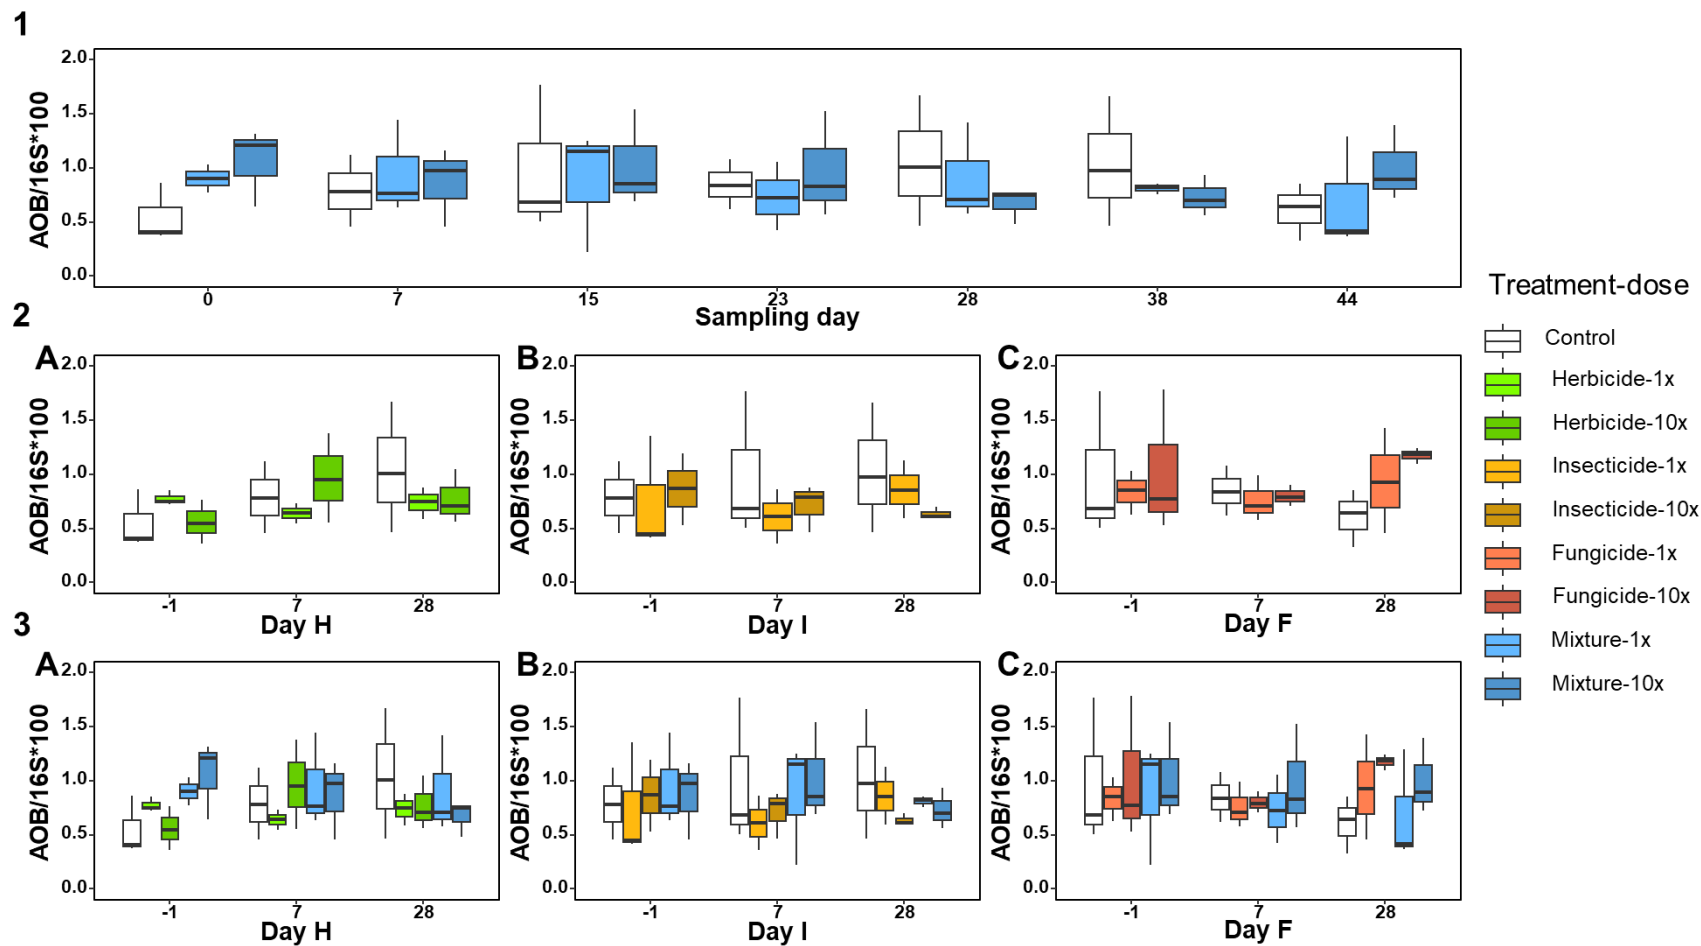 1
AOB/16S*100
2.0
1.5
1.0
0.5
0.0
0 7 15 23 28 38 44
Sampling day
2
A
AOB/16S*100
2.0
1.5
1.0
0.5
0.0
-1 7 28
Day H
B
AOB/16S*100
2.0
1.5
1.0
0.5
0.0
-1 7 28
Day I
C
AOB/16S*100
2.0
1.5
1.0
0.5
0.0
-1 7 28
Day F
3
A
AOB/16S*100
2.0
1.5
1.0
0.5
0.0
-1 7 28
Day H
B
AOB/16S*100
2.0
1.5
1.0
0.5
0.0
-1 7 28
Day I
C
AOB/16S*100
2.0
1.5
1.0
0.5
0.0
-1 7 28
Day F
Treatment-dose
Control
Herbicide-1x
Herbicide-10x
Insecticide-1x
Insecticide-10x
Fungicide-1x
Fungicide-10x
Mixture-1x
Mixture-10x